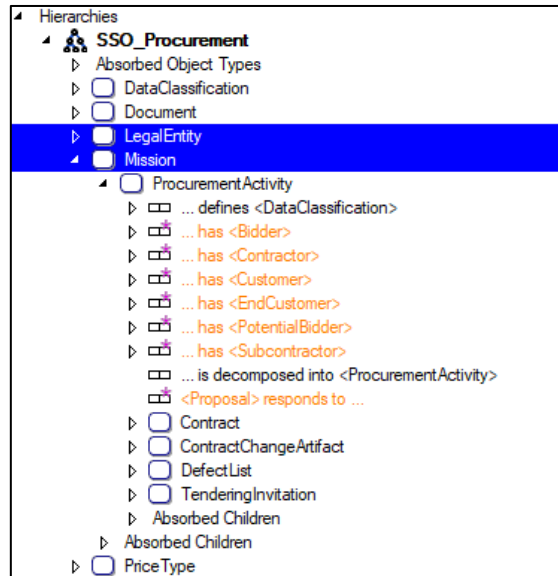 Hierarchies
SSO_Procurement
Absorbed Object Types
DataClassification
Document
LegalEntity
Mission
ProcurementActivity
... defines <DataClassification>
... has <Bidder>
... has <Contractor>
... has <Customer>
... has <EndCustomer>
... has <PotentialBidder>
... has <Subcontractor>
... is decomposed into <ProcurementActivity>
<Proposal> responds to ...
Contract
ContractChangeArtifact
DefectList
TenderingInvitation
Absorbed Children
Absorbed Children
PriceType